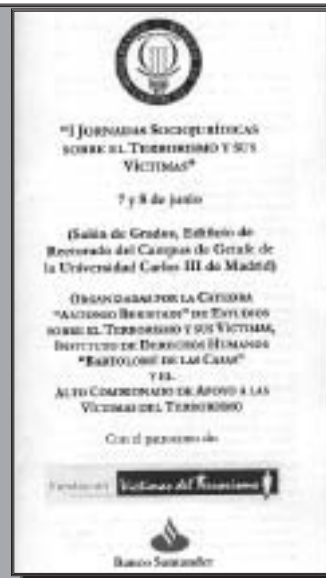 "I JORNADAS SOCIOJURÍDICAS
SOBRE EL TERRORISMO Y SUS
VÍCTIMAS"
7 y 8 de junio
(Salón de Grados, Edificio de
Rectorado del Campus de Getafe de
la Universidad Carlos III de Madrid)
ORGANIZADAS POR LA CÁTEDRA
"ANTONIO BERISTAIN" DE ESTUDIOS
SOBRE EL TERRORISMO Y SUS VÍCTIMAS,
INSTITUTO DE DERECHOS HUMANOS
"BARTOLOMÉ DE LAS CASAS"
Y EL
ALTO COMISIONADO DE APOYO A LAS
VÍCTIMAS DEL TERRORISMO
Con el patrocinio de:
Fundación Víctimas del Terrorismo
Banco Santander